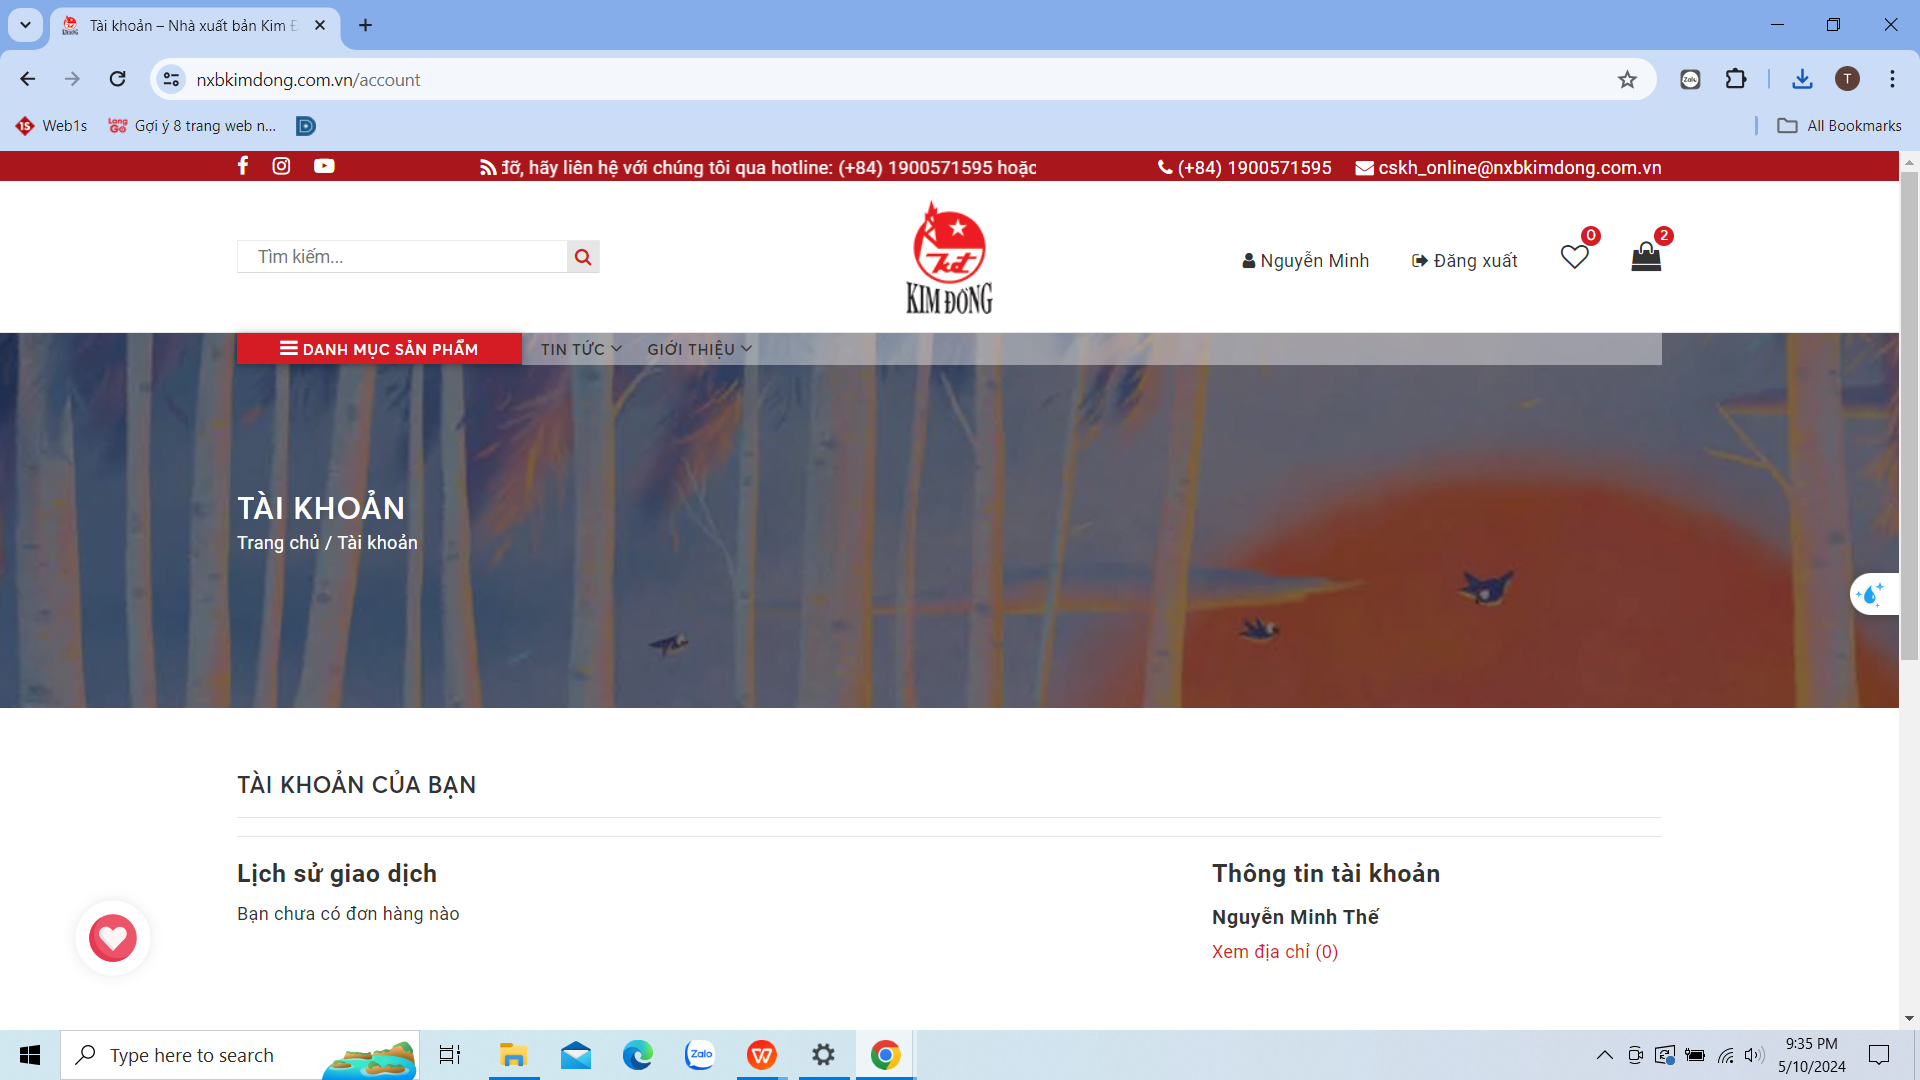 Tài khoản – Nhà xuất bản Kim Đ
nxbkimdong.com.vn/account
T
Web1s
Gợi ý 8 trang web n...
All Bookmarks
đỡ, hãy liên hệ với chúng tôi qua hotline: (+84) 1900571595 hoặc
(+84) 1900571595
cskh_online@nxbkimdong.com.vn
Tìm kiếm...
KIM ĐỒNG
Nguyễn Minh
Đăng xuất
0
2
DANH MỤC SẢN PHẨM
TIN TỨC
GIỚI THIỆU
TÀI KHOẢN
Trang chủ / Tài khoản
TÀI KHOẢN CỦA BẠN
Lịch sử giao dịch
Bạn chưa có đơn hàng nào
Thông tin tài khoản
Nguyễn Minh Thế
Xem địa chỉ (0)
Type here to search
Zalo
9:35 PM
5/10/2024